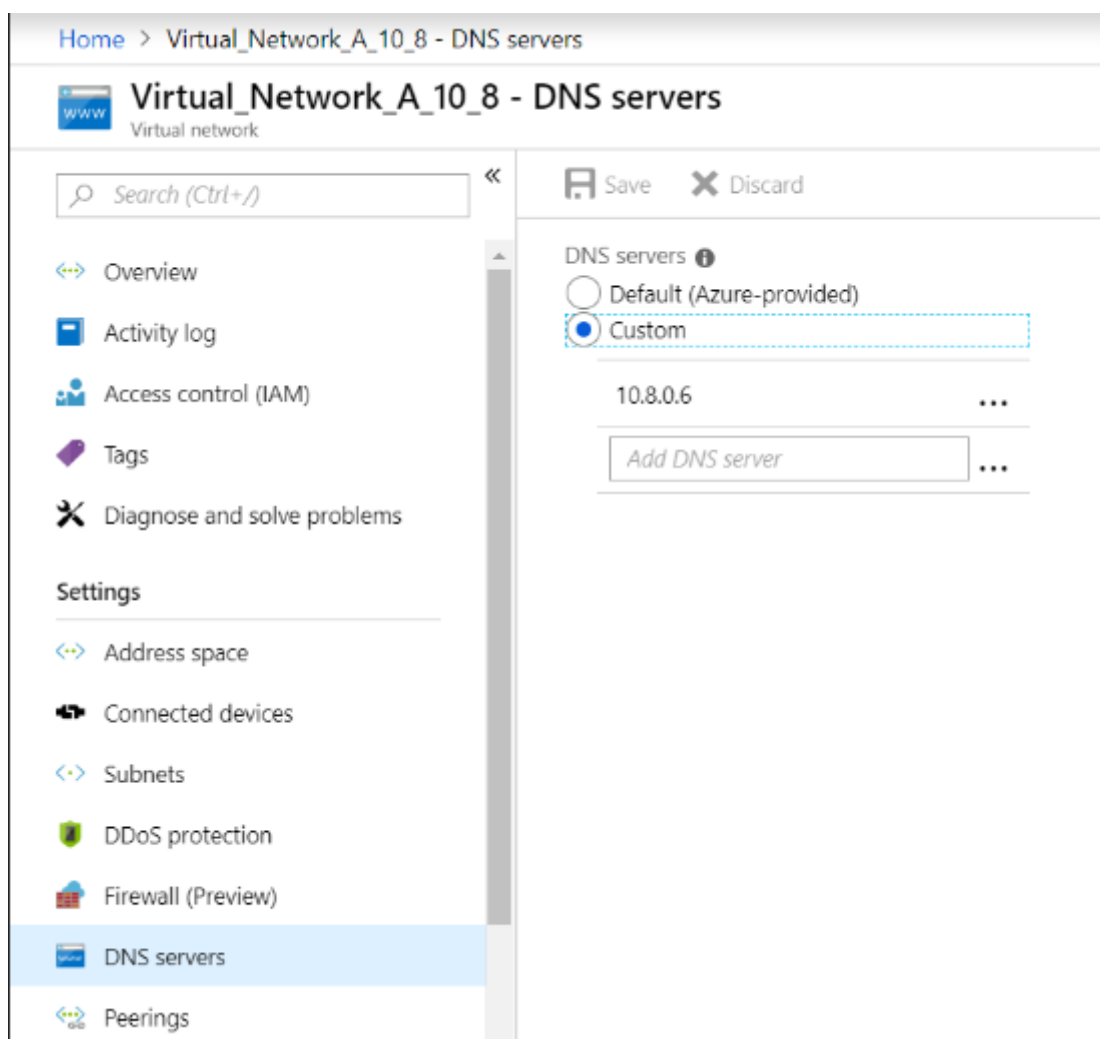 Home > Virtual_Network_A_10_8 - DNS servers
Virtual_Network_A_10_8 - DNS servers
www
Virtual network
Search (Ctrl+/)
«
Overview
Activity log
Access control (IAM)
Tags
Diagnose and solve problems
Settings
Address space
Connected devices
Subnets
DDoS protection
Firewall (Preview)
DNS servers
Peerings
Save
Discard
DNS servers
Default (Azure-provided)
Custom
10.8.0.6
...
Add DNS server
...